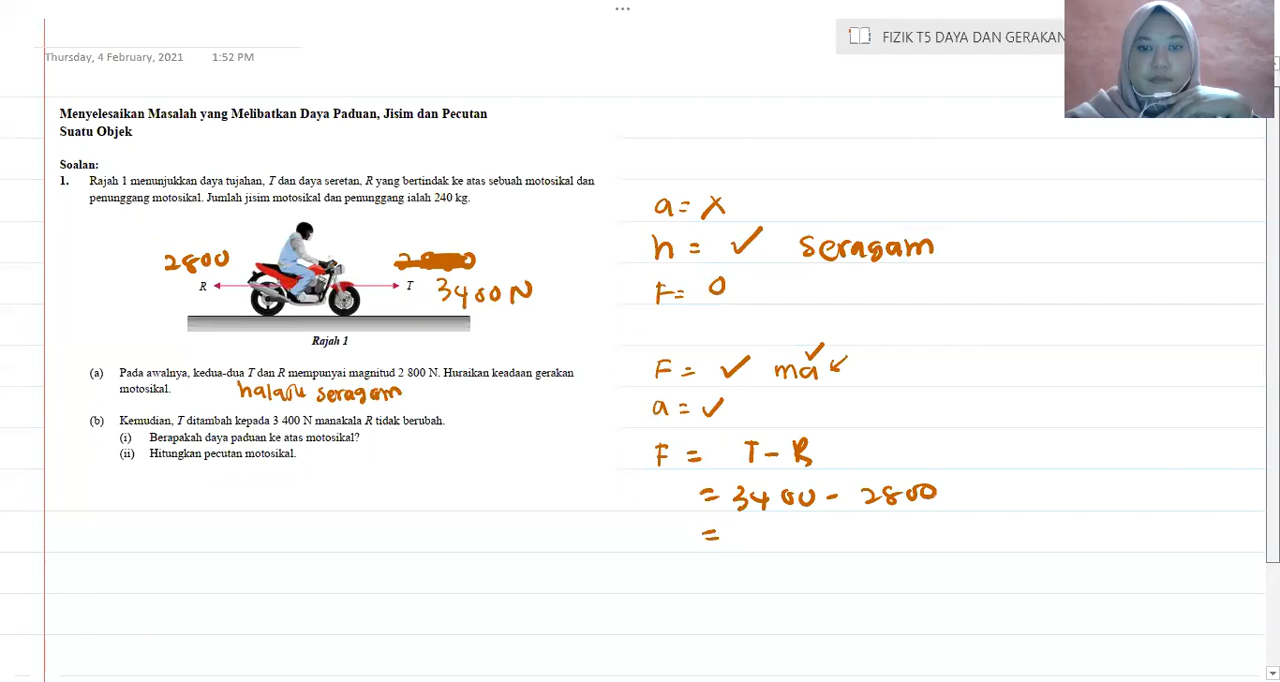 Thursday, 4 February, 2021 1:52 PM
FIZIK T5 DAYA DAN GERAKAN
Menyelesaikan Masalah yang Melibatkan Daya Paduan, Jisim dan Pecutan
Suatu Objek
Soalan:
1. Rajah 1 menunjukkan daya tujahan, T dan daya seretan, R yang bertindak ke atas sebuah motosikal dan
penunggang motosikal. Jumlah jisim motosikal dan penunggang ialah 240 kg.
2800
R
T
3400 N
Rajah 1
(a) Pada awalnya, kedua-dua T dan R mempunyai magnitud 2 800 N. Huraikan keadaan gerakan
motosikal.
halaju seragam
(b) Kemudian, T ditambah kepada 3 400 N manakala R tidak berubah.
(i) Berapakah daya paduan ke atas motosikal?
(ii) Hitungkan pecutan motosikal.
a = x
h = ✓ seragam
F = 0
F = ✓ ma ✓
a = ✓
F = T - R
= 3400 - 2800
=